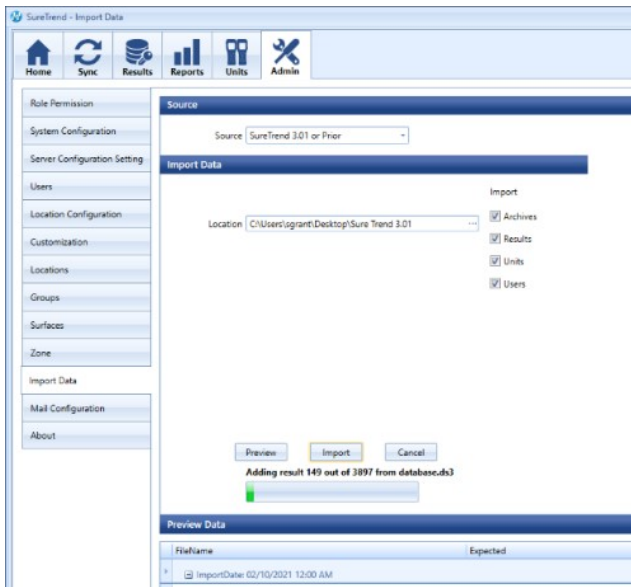 SureTrend - Import Data
Home Sync Results Reports Units Admin
Role Permission
System Configuration
Server Configuration Setting
Users
Location Configuration
Customization
Locations
Groups
Surfaces
Zone
Import Data
Mail Configuration
About
Source
Source SureTrend 3.01 or Prior
Import Data
Import
Location C:\Users\sgrant\Desktop\Sure Trend 3.01 ...
Archives
Results
Units
Users
Preview Import Cancel
Adding result 149 out of 3897 from database.ds3
Preview Data
FileName Expected
ImportDate: 02/10/2021 12:00 AM